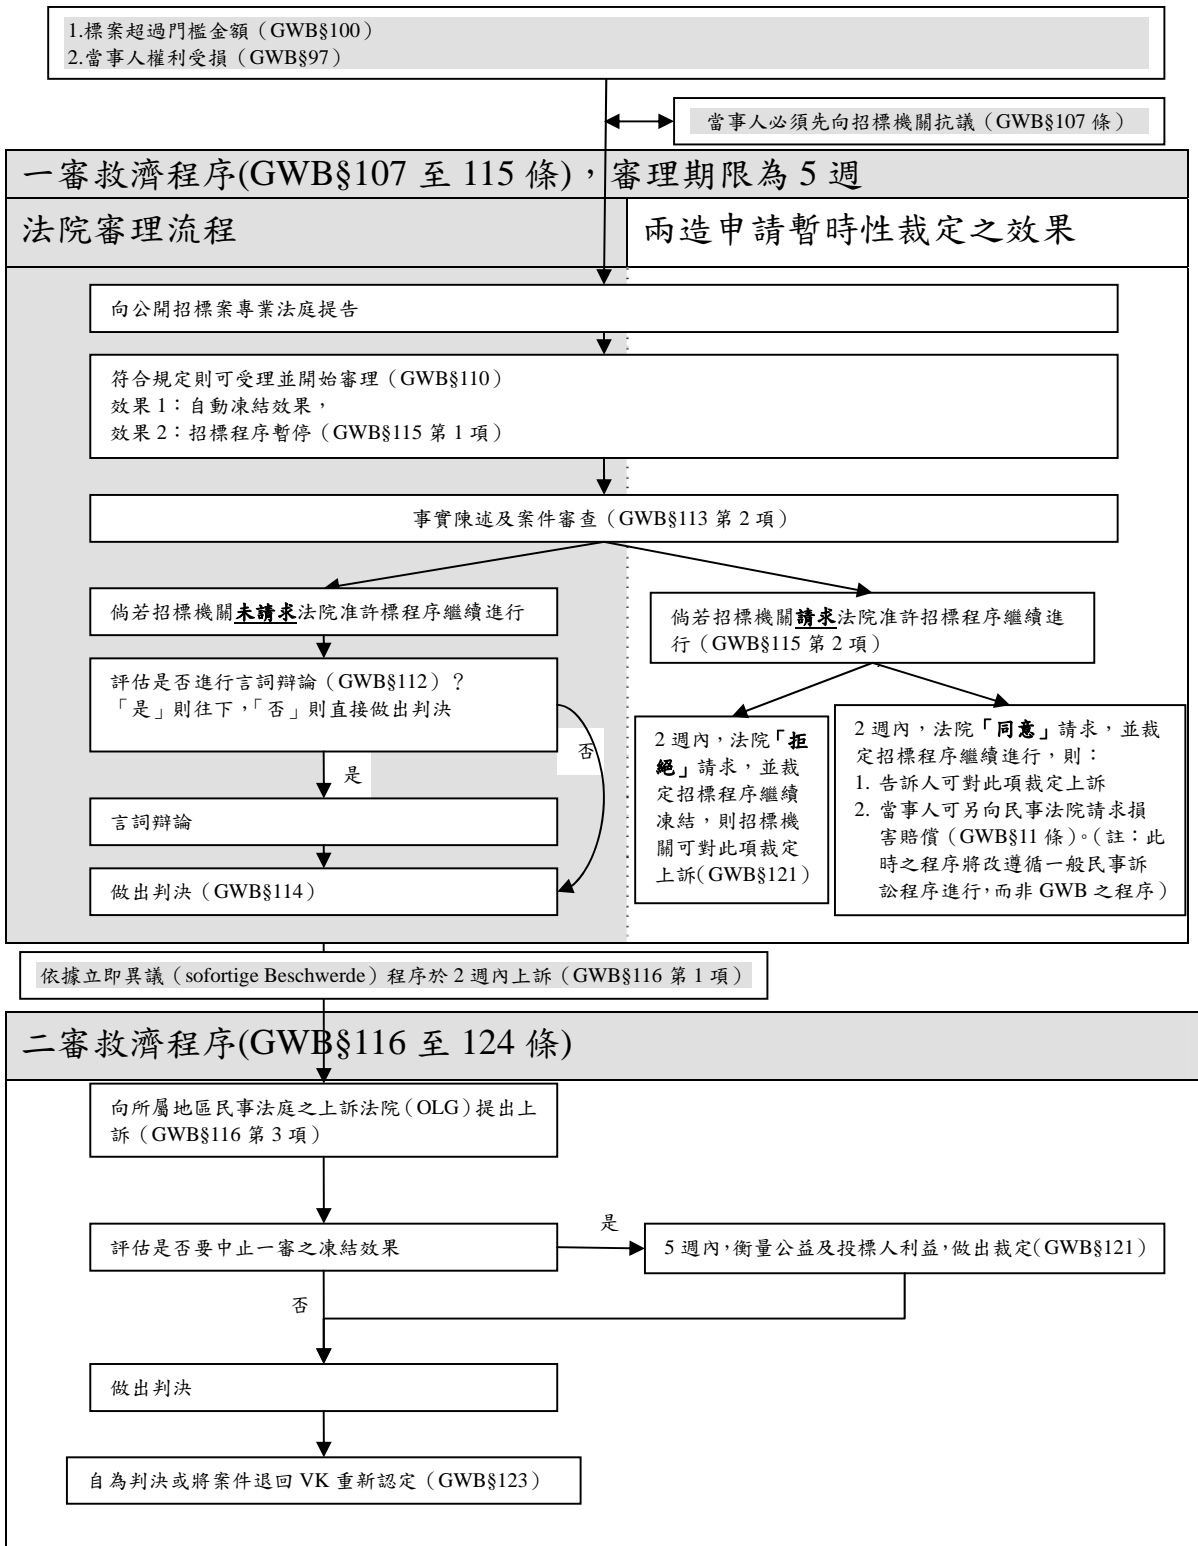 1.標案超過門檻金額（GWB§100）
2.當事人權利受損（GWB§97）
當事人必須先向招標機關抗議（GWB§107 條）
一審救濟程序(GWB§107 至 115 條)，審理期限為 5 週
法院審理流程
兩造申請暫時性裁定之效果
向公開招標案專業法庭提告
符合規定則可受理並開始審理（GWB§110）
效果 1：自動凍結效果，
效果 2：招標程序暫停（GWB§115 第 1 項）
事實陳述及案件審查（GWB§113 第 2 項）
倘若招標機關未請求法院准許標程序繼續進行
評估是否進行言詞辯論（GWB§112）？
「是」則往下，「否」則直接做出判決
否
是
言詞辯論
做出判決（GWB§114）
倘若招標機關請求法院准許招標程序繼續進
行（GWB§115 第 2 項）
2 週內，法院「拒
絕」請求，並裁
定招標程序繼續
凍結，則招標機
關可對此項裁定
上訴(GWB§121)
2 週內，法院「同意」請求，並裁
定招標程序繼續進行，則：
1. 告訴人可對此項裁定上訴
2. 當事人可另向民事法院請求損
害賠償（GWB§11 條）。（註：此
時之程序將改遵循一般民事訴
訟程序進行，而非 GWB 之程序）
依據立即異議（sofortige Beschwerde）程序於 2 週內上訴（GWB§116 第 1 項）
二審救濟程序(GWB§116 至 124 條)
向所屬地區民事法庭之上訴法院（OLG）提出上
訴（GWB§116 第 3 項）
評估是否要中止一審之凍結效果
是
5 週內，衡量公益及投標人利益，做出裁定(GWB§121)
否
做出判決
自為判決或將案件退回 VK 重新認定（GWB§123）